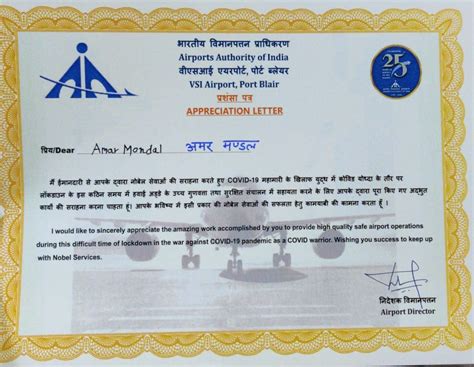 भारतीय विमानपत्तन प्राधिकरण
Airports Authority of India
वीएसआई एयरपोर्ट, पोर्ट ब्लेयर
VSI Airport, Port Blair
प्रशंसा पत्र
APPRECIATION LETTER
प्रिय/Dear Amar Mondal अमर मण्डल
मैं ईमानदारी से आपके द्वारा नोबेल सेवाओं की सराहना करते हुए COVID-19 महामारी के खिलाफ युद्ध में कोविड योध्दा के तौर पर
लॉकडाउन के इस कठिन समय में हवाई अड्डे के उच्च गुणवत्ता तथा सुरक्षित संचालन में सहायता करने के लिए आपके द्वारा पूरा किए गए अद्भुत
कार्यो की सराहना करना चाहता हूं। आपके भविष्य में इसी प्रकार की नोबेल सेवाओं की सफलता हेतु कामयाबी की कामना करता हूँ ।
I would like to sincerely appreciate the amazing work accomplished by you to provide high quality safe airport operations
during this difficult time of lockdown in the war against COVID-19 pandemic as a COVID warrior. Wishing you success to keep up
with Nobel Services.
निदेशक विमानपत्तन
Airport Director
25